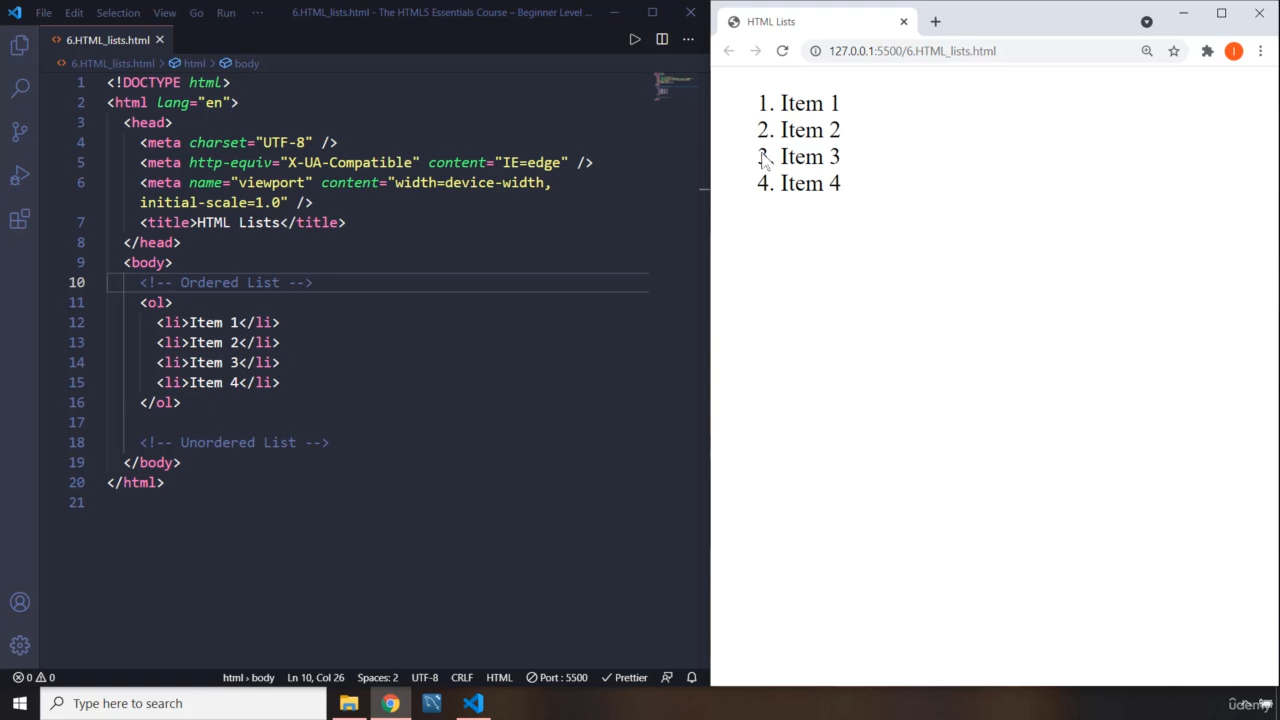 File Edit Selection View Go Run ··· 6.HTML_lists.html - The HTML5 Essentials Course – Beginner Level ...
6.HTML_lists.html
6.HTML_lists.html > html > body
1 <!DOCTYPE html>
2 <html lang="en">
3 <head>
4 <meta charset="UTF-8" />
5 <meta http-equiv="X-UA-Compatible" content="IE=edge" />
6 <meta name="viewport" content="width=device-width,
initial-scale=1.0" />
7 <title>HTML Lists</title>
8 </head>
9 <body>
10 <!-- Ordered List -->
11 <ol>
12 <li>Item 1</li>
13 <li>Item 2</li>
14 <li>Item 3</li>
15 <li>Item 4</li>
16 </ol>
17
18 <!-- Unordered List -->
19 </body>
20 </html>
21
0 0 html > body Ln 10, Col 26 Spaces: 2 UTF-8 CRLF HTML Port : 5500 Prettier
HTML Lists
127.0.0.1:5500/6.HTML_lists.html I
1. Item 1
2. Item 2
3. Item 3
4. Item 4
Type here to search
udemy